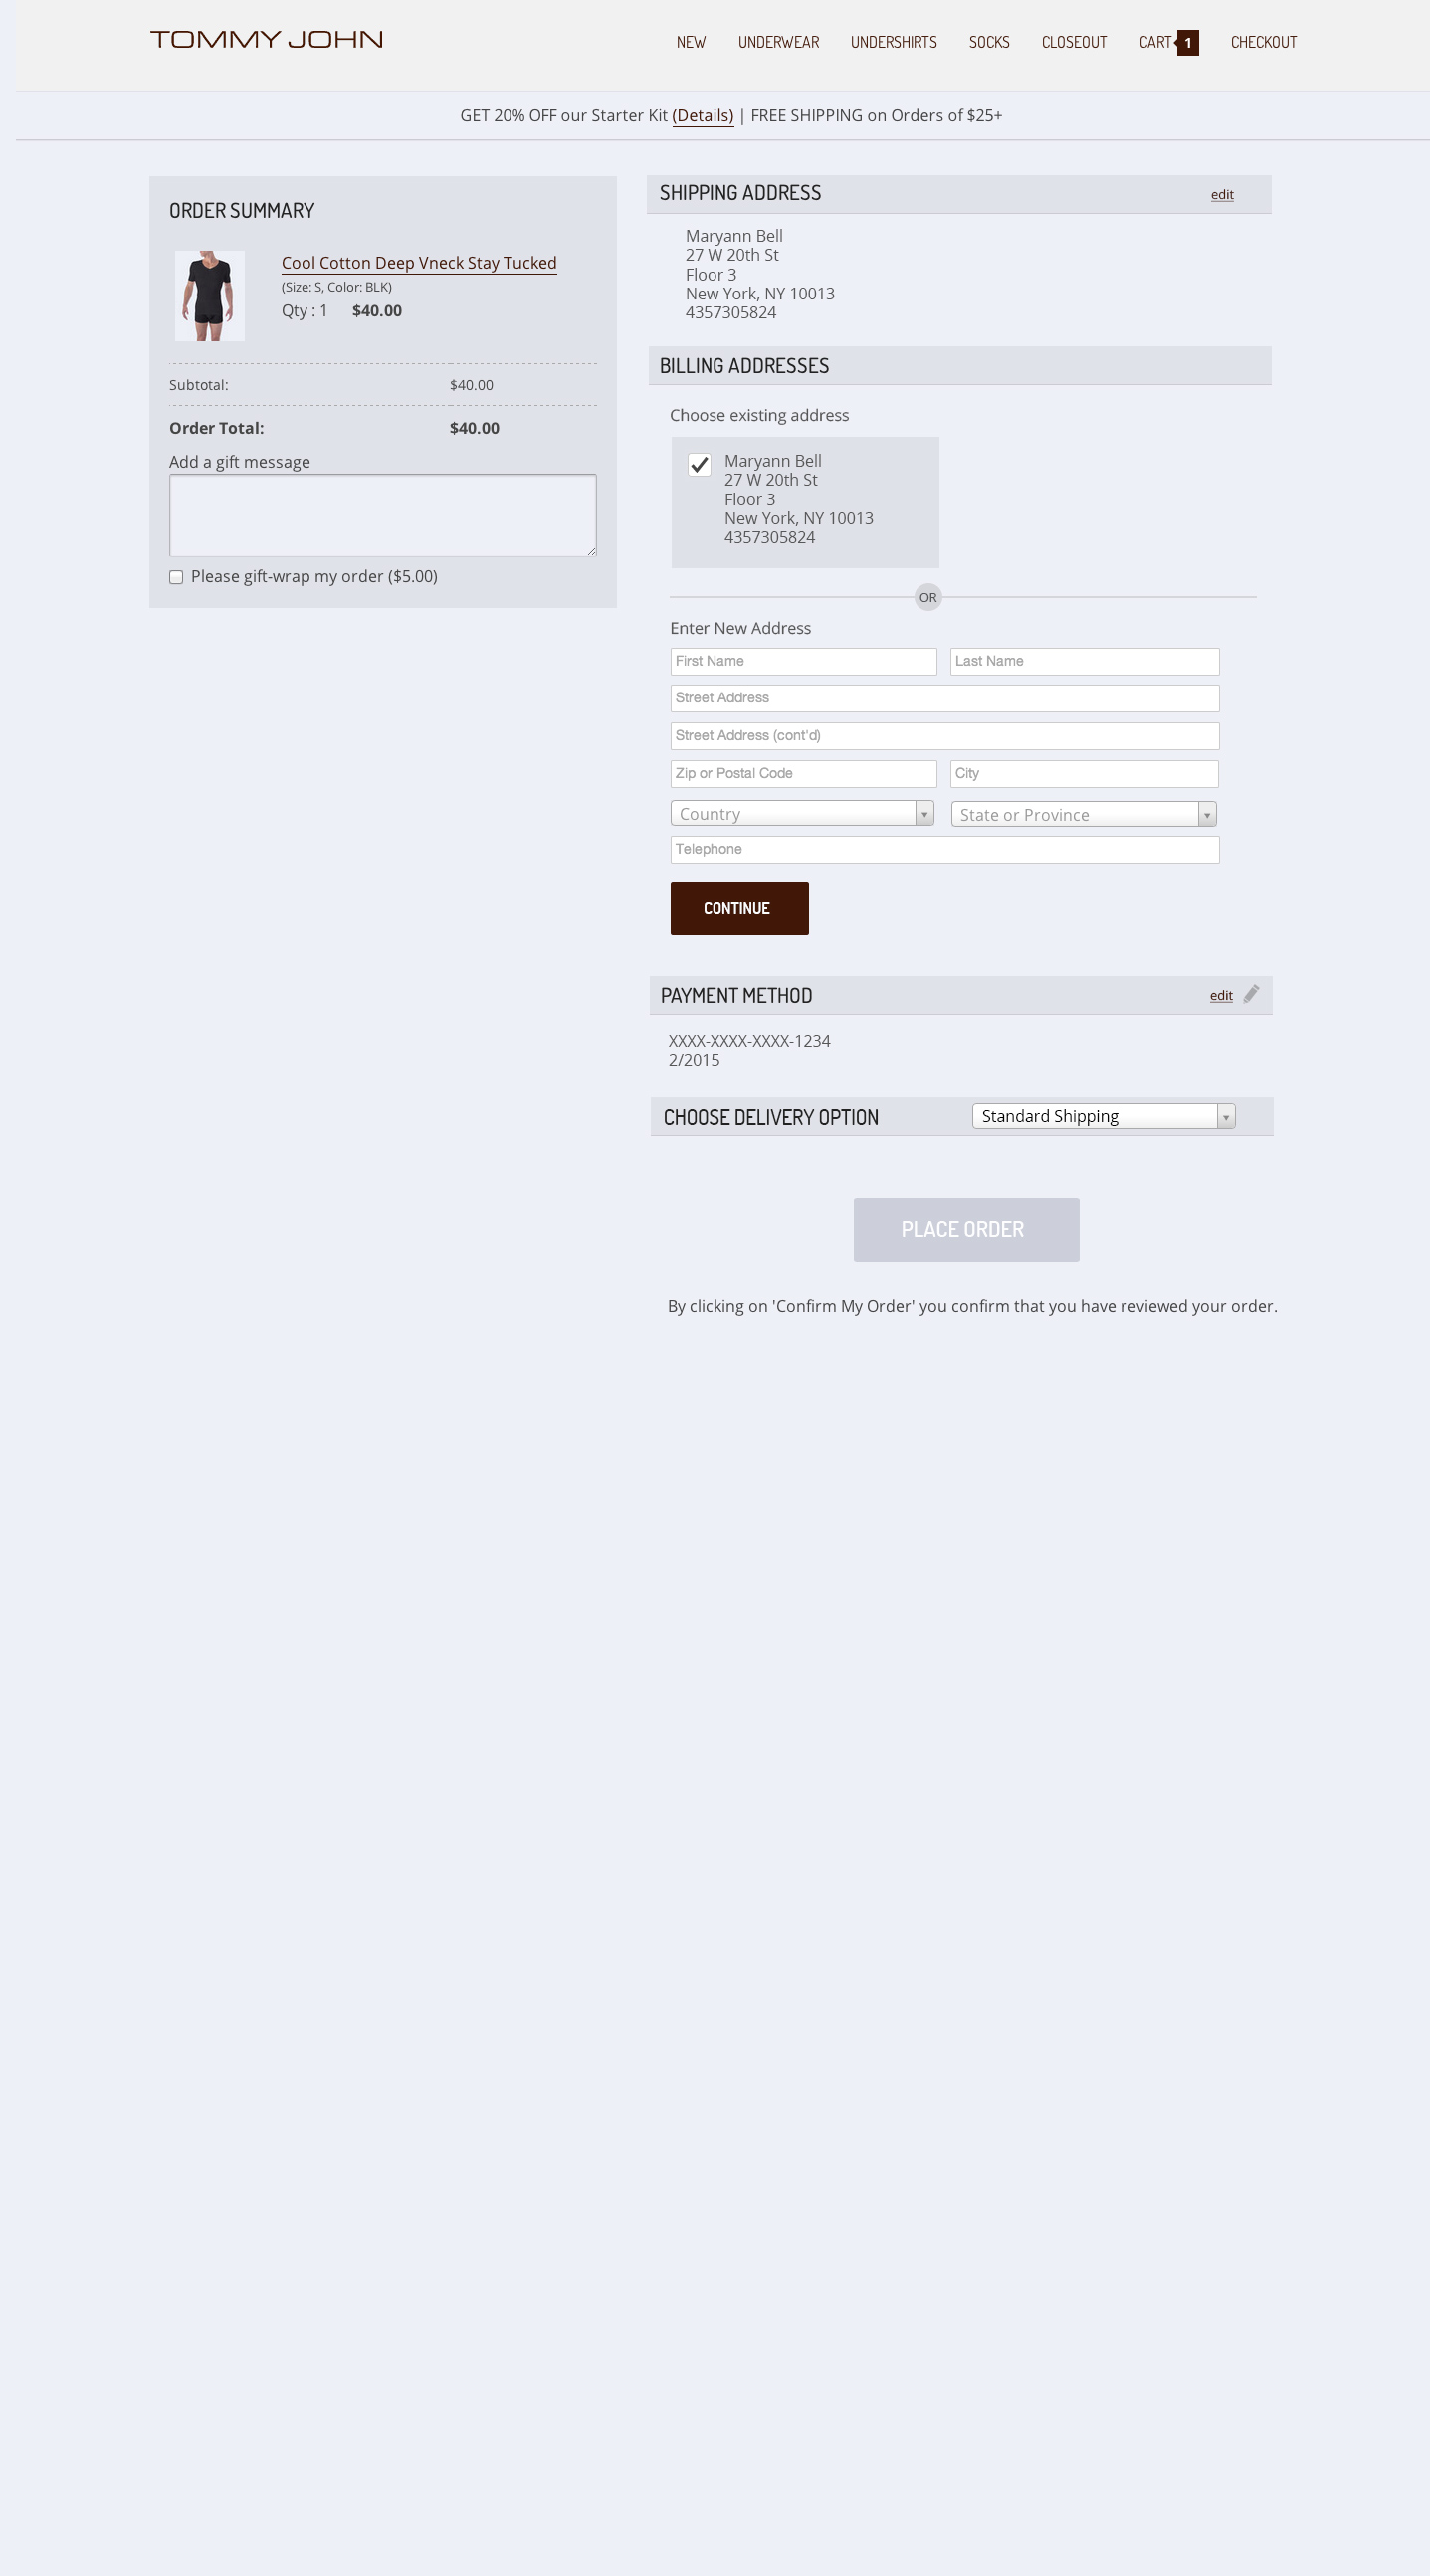 TOMMY JOHN
NEW UNDERWEAR UNDERSHIRTS SOCKS CLOSEOUT CART 1 CHECKOUT
GET 20% OFF our Starter Kit (Details) | FREE SHIPPING on Orders of $25+
ORDER SUMMARY
Cool Cotton Deep Vneck Stay Tucked
(Size: S, Color: BLK)
Qty : 1 $40.00
Subtotal: $40.00
Order Total: $40.00
Add a gift message
Please gift-wrap my order ($5.00)
SHIPPING ADDRESS edit
Maryann Bell
27 W 20th St
Floor 3
New York, NY 10013
4357305824
BILLING ADDRESSES
Choose existing address
Maryann Bell
27 W 20th St
Floor 3
New York, NY 10013
4357305824
OR
Enter New Address
First Name Last Name
Street Address
Street Address (cont'd)
Zip or Postal Code City
Country State or Province
Telephone
CONTINUE
PAYMENT METHOD edit
XXXX-XXXX-XXXX-1234
2/2015
CHOOSE DELIVERY OPTION Standard Shipping
PLACE ORDER
By clicking on 'Confirm My Order' you confirm that you have reviewed your order.